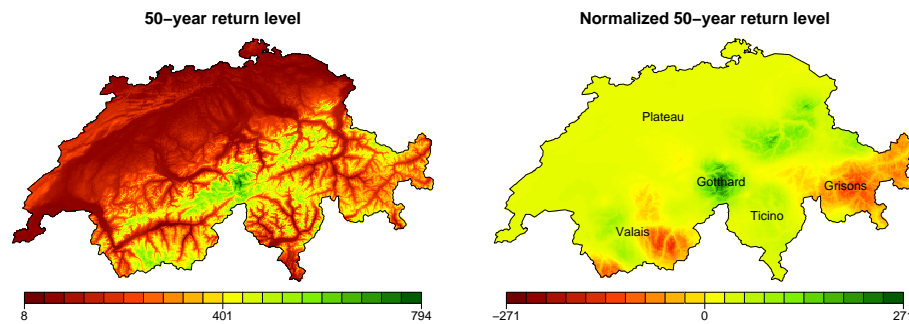 50−year return level
Normalized 50−year return level
Plateau
Gotthard
Grisons
Ticino
Valais
8 401 794
−271 0 271